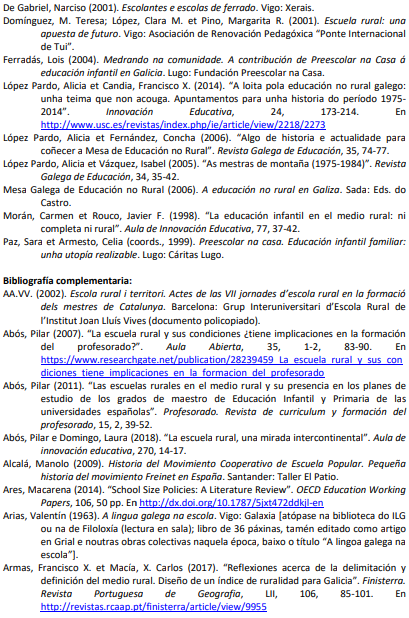 De Gabriel, Narciso (2001). Escolantes e escolas de ferrado. Vigo: Xerais.
Domínguez, M. Teresa; López, Clara M. et Pino, Margarita R. (2001). Escuela rural: una
apuesta de futuro. Vigo: Asociación de Renovación Pedagóxica “Ponte Internacional
de Tui”.
Ferradás, Lois (2004). Medrando na comunidade. A contribución de Preescolar na Casa á
educación infantil en Galicia. Lugo: Fundación Preescolar na Casa.
López Pardo, Alicia et Candia, Francisco X. (2014). “A loita pola educación no rural galego:
unha teima que non acouga. Apuntamentos para unha historia do período 1975-
2014”. Innovación Educativa, 24, 173-214. En
http://www.usc.es/revistas/index.php/ie/article/view/2218/2273
López Pardo, Alicia et Fernández, Concha (2006). “Algo de historia e actualidade para
coñecer a Mesa de Educación no Rural”. Revista Galega de Educación, 35, 74-77.
López Pardo, Alicia et Vázquez, Isabel (2005). “As mestras de montaña (1975-1984)”. Revista
Galega de Educación, 34, 35-42.
Mesa Galega de Educación no Rural (2006). A educación no rural en Galiza. Sada: Eds. do
Castro.
Morán, Carmen et Rouco, Javier F. (1998). “La educación infantil en el medio rural: ni
completa ni rural”. Aula de Innovación Educativa, 77, 37-42.
Paz, Sara et Armesto, Celia (coords., 1999). Preescolar na casa. Educación infantil familiar:
unha utopía realizable. Lugo: Cáritas Lugo.
Bibliografía complementaria:
AA.VV. (2002). Escola rural i territori. Actes de las VII jornades d’escola rural en la formació
dels mestres de Catalunya. Barcelona: Grup Interuniversitari d’Escola Rural de
l’Institut Joan Lluís Vives (documento policopiado).
Abós, Pilar (2007). “La escuela rural y sus condiciones ¿tiene implicaciones en la formación
del profesorado?”. Aula Abierta, 35, 1-2, 83-90. En
https://www.researchgate.net/publication/28239459_La_escuela_rural_y_sus_con
diciones_tiene_implicaciones_en_la_formacion_del_profesorado
Abós, Pilar (2011). “Las escuelas rurales en el medio rural y su presencia en los planes de
estudio de los grados de maestro de Educación Infantil y Primaria de las
universidades españolas”. Profesorado. Revista de curriculum y formación del
profesorado, 15, 2, 39-52.
Abós, Pilar e Domingo, Laura (2018). “La escuela rural, una mirada intercontinental”. Aula de
innovación educativa, 270, 14-17.
Alcalá, Manolo (2009). Historia del Movimiento Cooperativo de Escuela Popular. Pequeña
historia del movimiento Freinet en España. Santander: Taller El Patio.
Ares, Macarena (2014). “School Size Policies: A Literature Review”. OECD Education Working
Papers, 106, 50 pp. En http://dx.doi.org/10.1787/5jxt472ddkjl-en
Arias, Valentín (1963). A lingua galega na escola. Vigo: Galaxia [atópase na biblioteca do ILG
ou na de Filoloxía (lectura en sala); libro de 36 páxinas, tamén editado como artigo
en Grial e noutras obras colectivas naquela época, baixo o título “A lingoa galega na
escola”].
Armas, Francisco X. et Macía, X. Carlos (2017). “Reflexiones acerca de la delimitación y
definición del medio rural. Diseño de un índice de ruralidad para Galicia”. Finisterra.
Revista Portuguesa de Geografia, LII, 106, 85-101. En
http://revistas.rcaap.pt/finisterra/article/view/9955